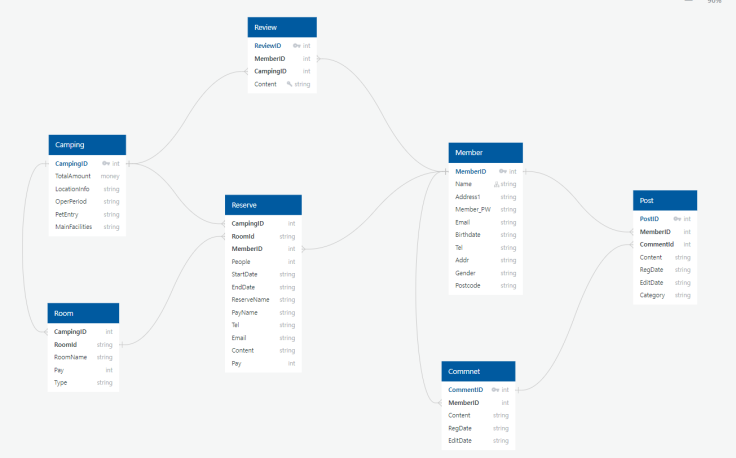 90%
Review
ReviewID int
MemberID int
CampingID int
Content string
Camping
CampingID int
TotalAmount money
LocationInfo string
OperPeriod string
PetEntry string
MainFacilities string
Member
MemberID int
Name string
Address1 string
Member_PW string
Email string
Birthdate string
Tel string
Addr string
Gender string
Postcode string
Reserve
CampingID int
RoomId string
MemberID int
People int
StartDate string
EndDate string
ReserveName string
PayName string
Tel string
Email string
Content string
Pay int
Post
PostID int
MemberID int
CommentId int
Content string
RegDate string
EditDate string
Category string
Room
CampingID int
RoomId string
RoomName string
Pay int
Type string
Commnet
CommentID int
MemberID int
Content string
RegDate string
EditDate string